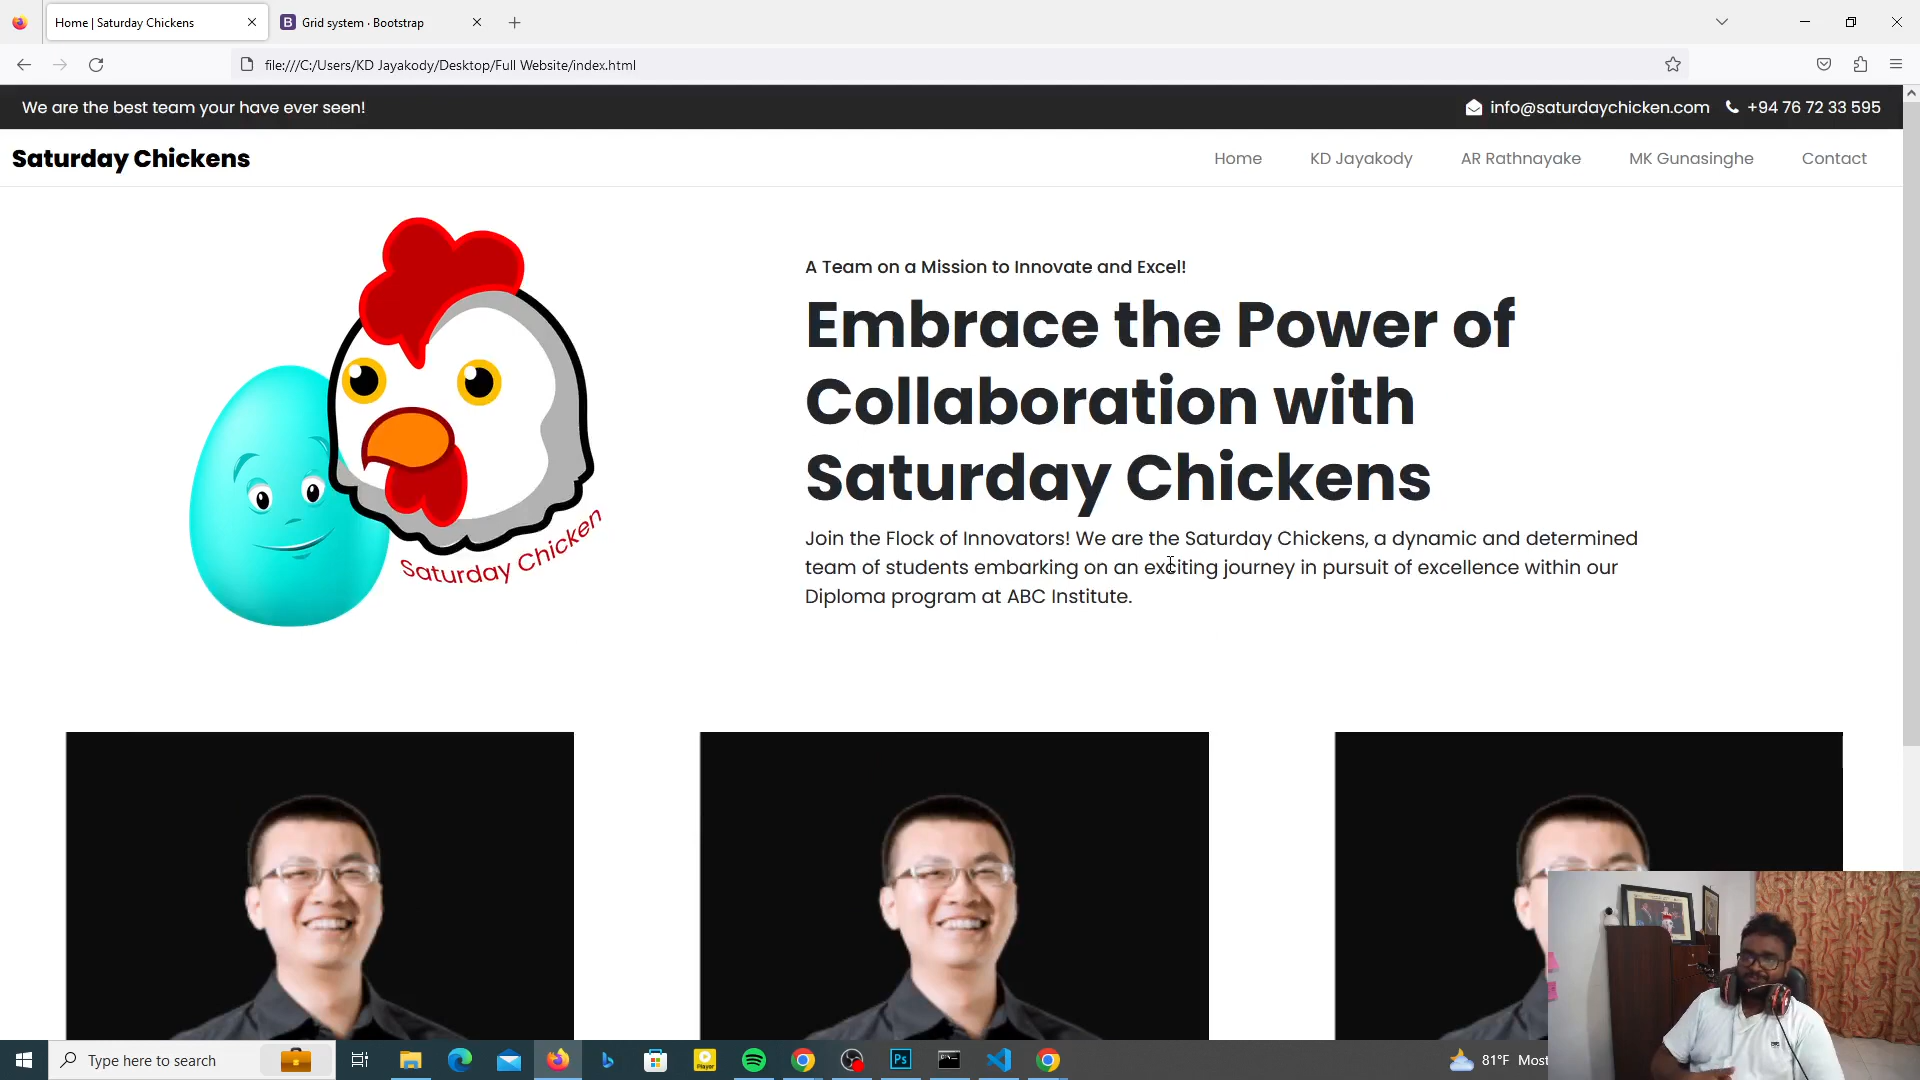 Home | Saturday Chickens
Grid system · Bootstrap
file:///C:/Users/KD Jayakody/Desktop/Full Website/index.html
We are the best team your have ever seen!
info@saturdaychicken.com +94 76 72 33 595
Saturday Chickens
Home KD Jayakody AR Rathnayake MK Gunasinghe Contact
A Team on a Mission to Innovate and Excel!
Embrace the Power of
Collaboration with
Saturday Chickens
Saturday Chicken
Join the Flock of Innovators! We are the Saturday Chickens, a dynamic and determined
team of students embarking on an exciting journey in pursuit of excellence within our
Diploma program at ABC Institute.
Type here to search
Player
Ps
81°F Most